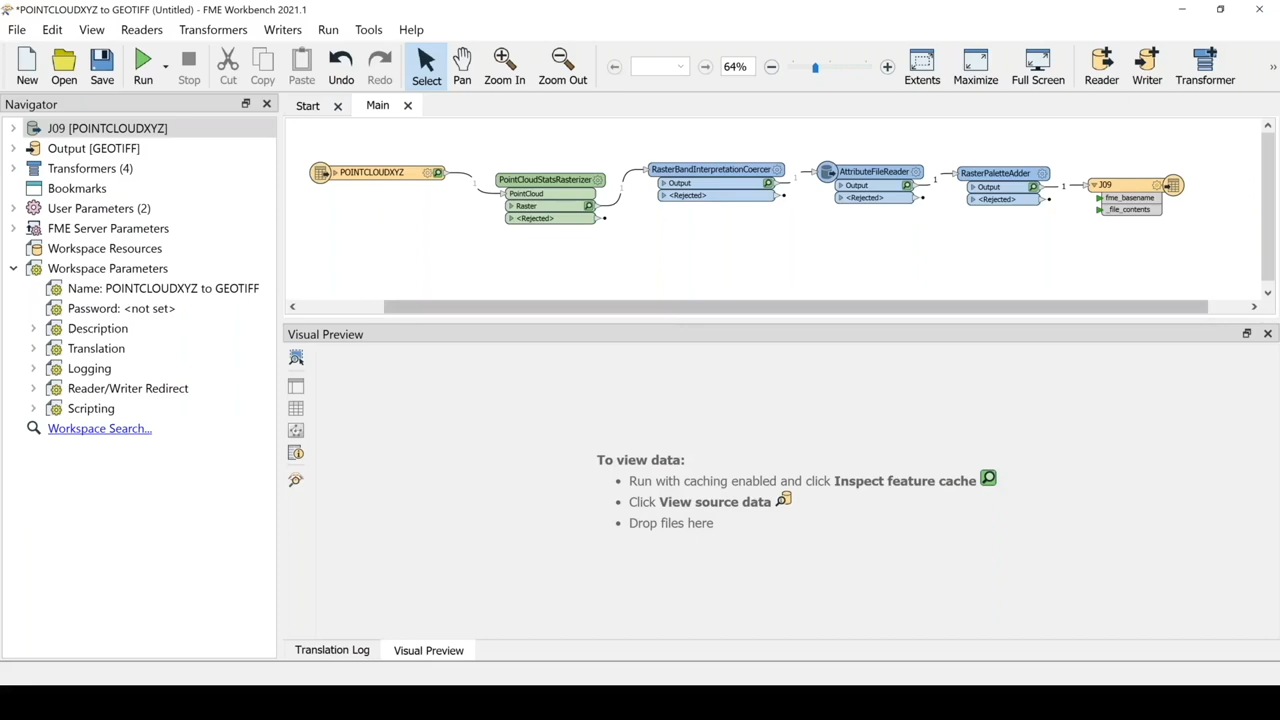 *POINTCLOUDXYZ to GEOTIFF (Untitled) - FME Workbench 2021.1
File Edit View Readers Transformers Writers Run Tools Help
New Open Save Run Stop Cut Copy Paste Undo Redo Select Pan Zoom In Zoom Out 64% Extents Maximize Full Screen Reader Writer Transformer »
Navigator
J09 [POINTCLOUDXYZ]
Output [GEOTIFF]
Transformers (4)
Bookmarks
User Parameters (2)
FME Server Parameters
Workspace Resources
Workspace Parameters
Name: POINTCLOUDXYZ to GEOTIFF
Password: <not set>
Description
Translation
Logging
Reader/Writer Redirect
Scripting
Workspace Search...
Start Main
POINTCLOUDXYZ
1
PointCloudStatsRasterizer
PointCloud
Raster
<Rejected>
1
RasterBandInterpretationCoercer
Output
<Rejected>
1
AttributeFileReader
Output
<Rejected>
1
RasterPaletteAdder
Output
<Rejected>
1
J09
fme_basename
_file_contents
Visual Preview
To view data:
• Run with caching enabled and click Inspect feature cache
• Click View source data
• Drop files here
Translation Log Visual Preview